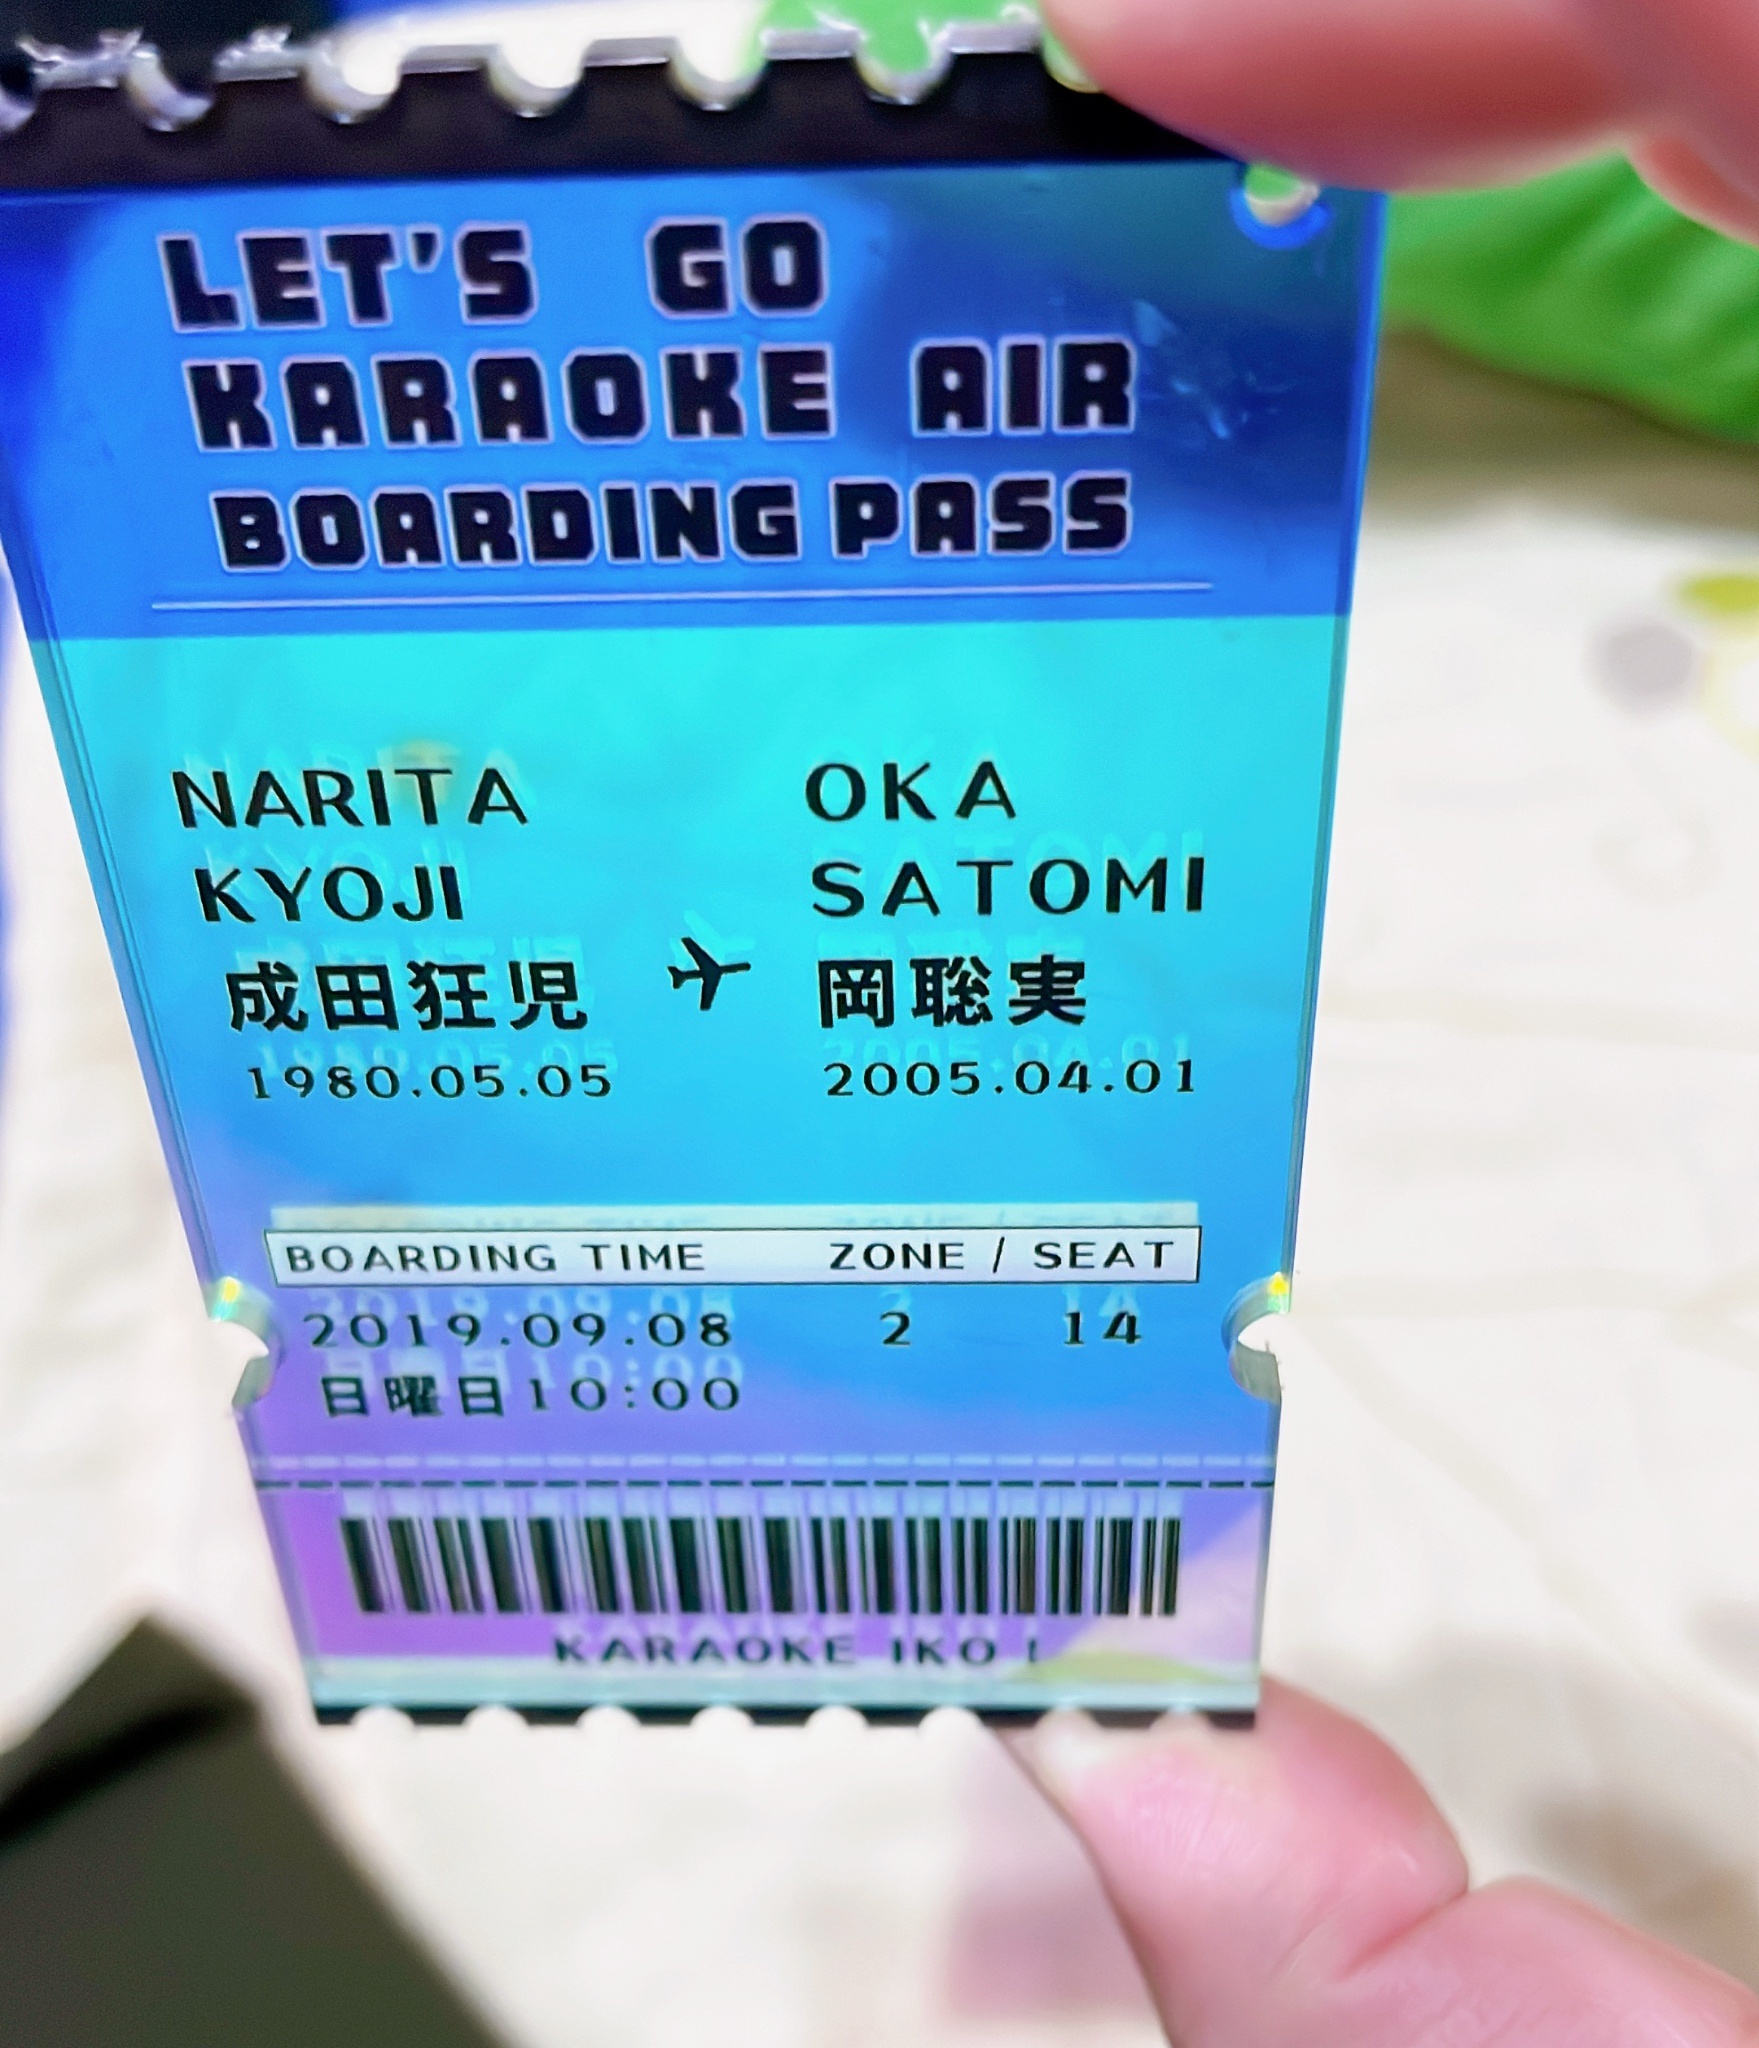 LET'S GO
KARAOKE AIR
BOARDING PASS
NARITA
KYOJI
成田狂児
1980.05.05
OKA
SATOMI
岡聡実
2005.04.01
BOARDING TIME ZONE / SEAT
2019.09.08 2 14
日曜日10:00
KARAOKE IKO !